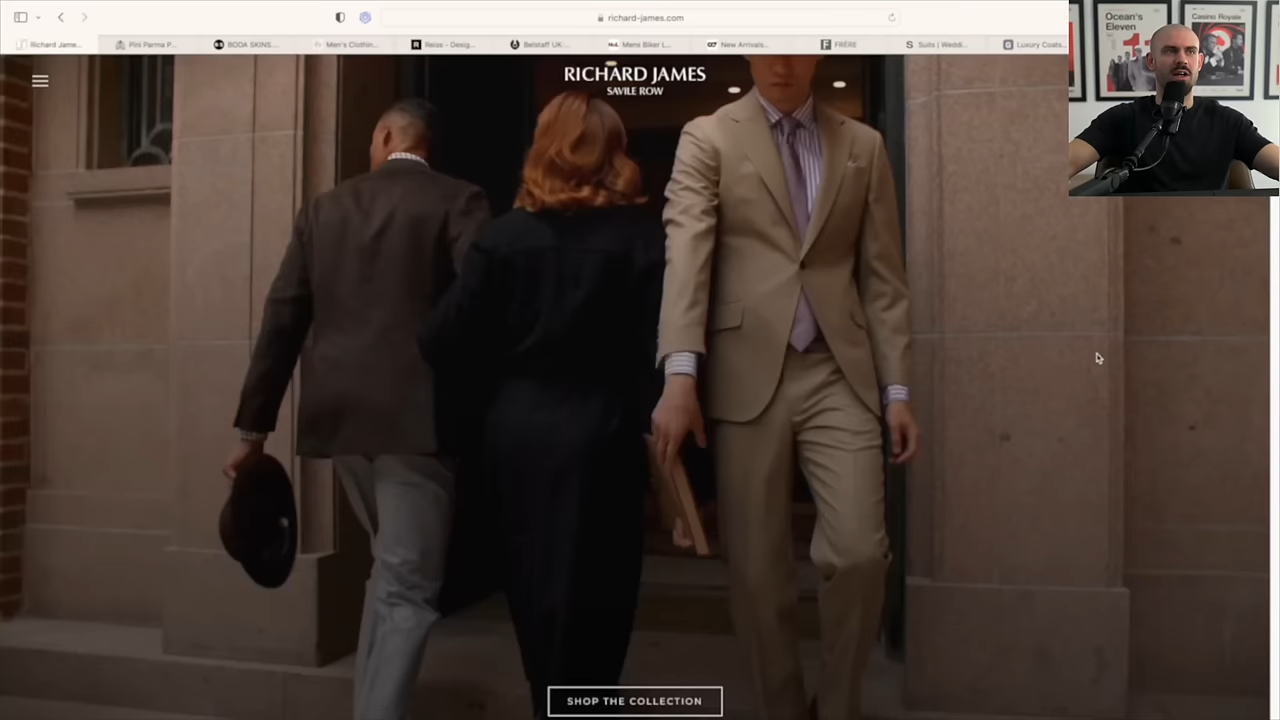 richard-james.com
Richard Jame...
Pini Parma P...
BODA SKINS...
Men's Clothin...
Reiss - Desig...
Belstaff UK:...
Mens Biker L...
New Arrivals...
FRÈRE
Suits | Weddi...
Luxury Coats...
Ocean's
Eleven
11
Casino Royale
RICHARD JAMES
SAVILE ROW
SHOP THE COLLECTION